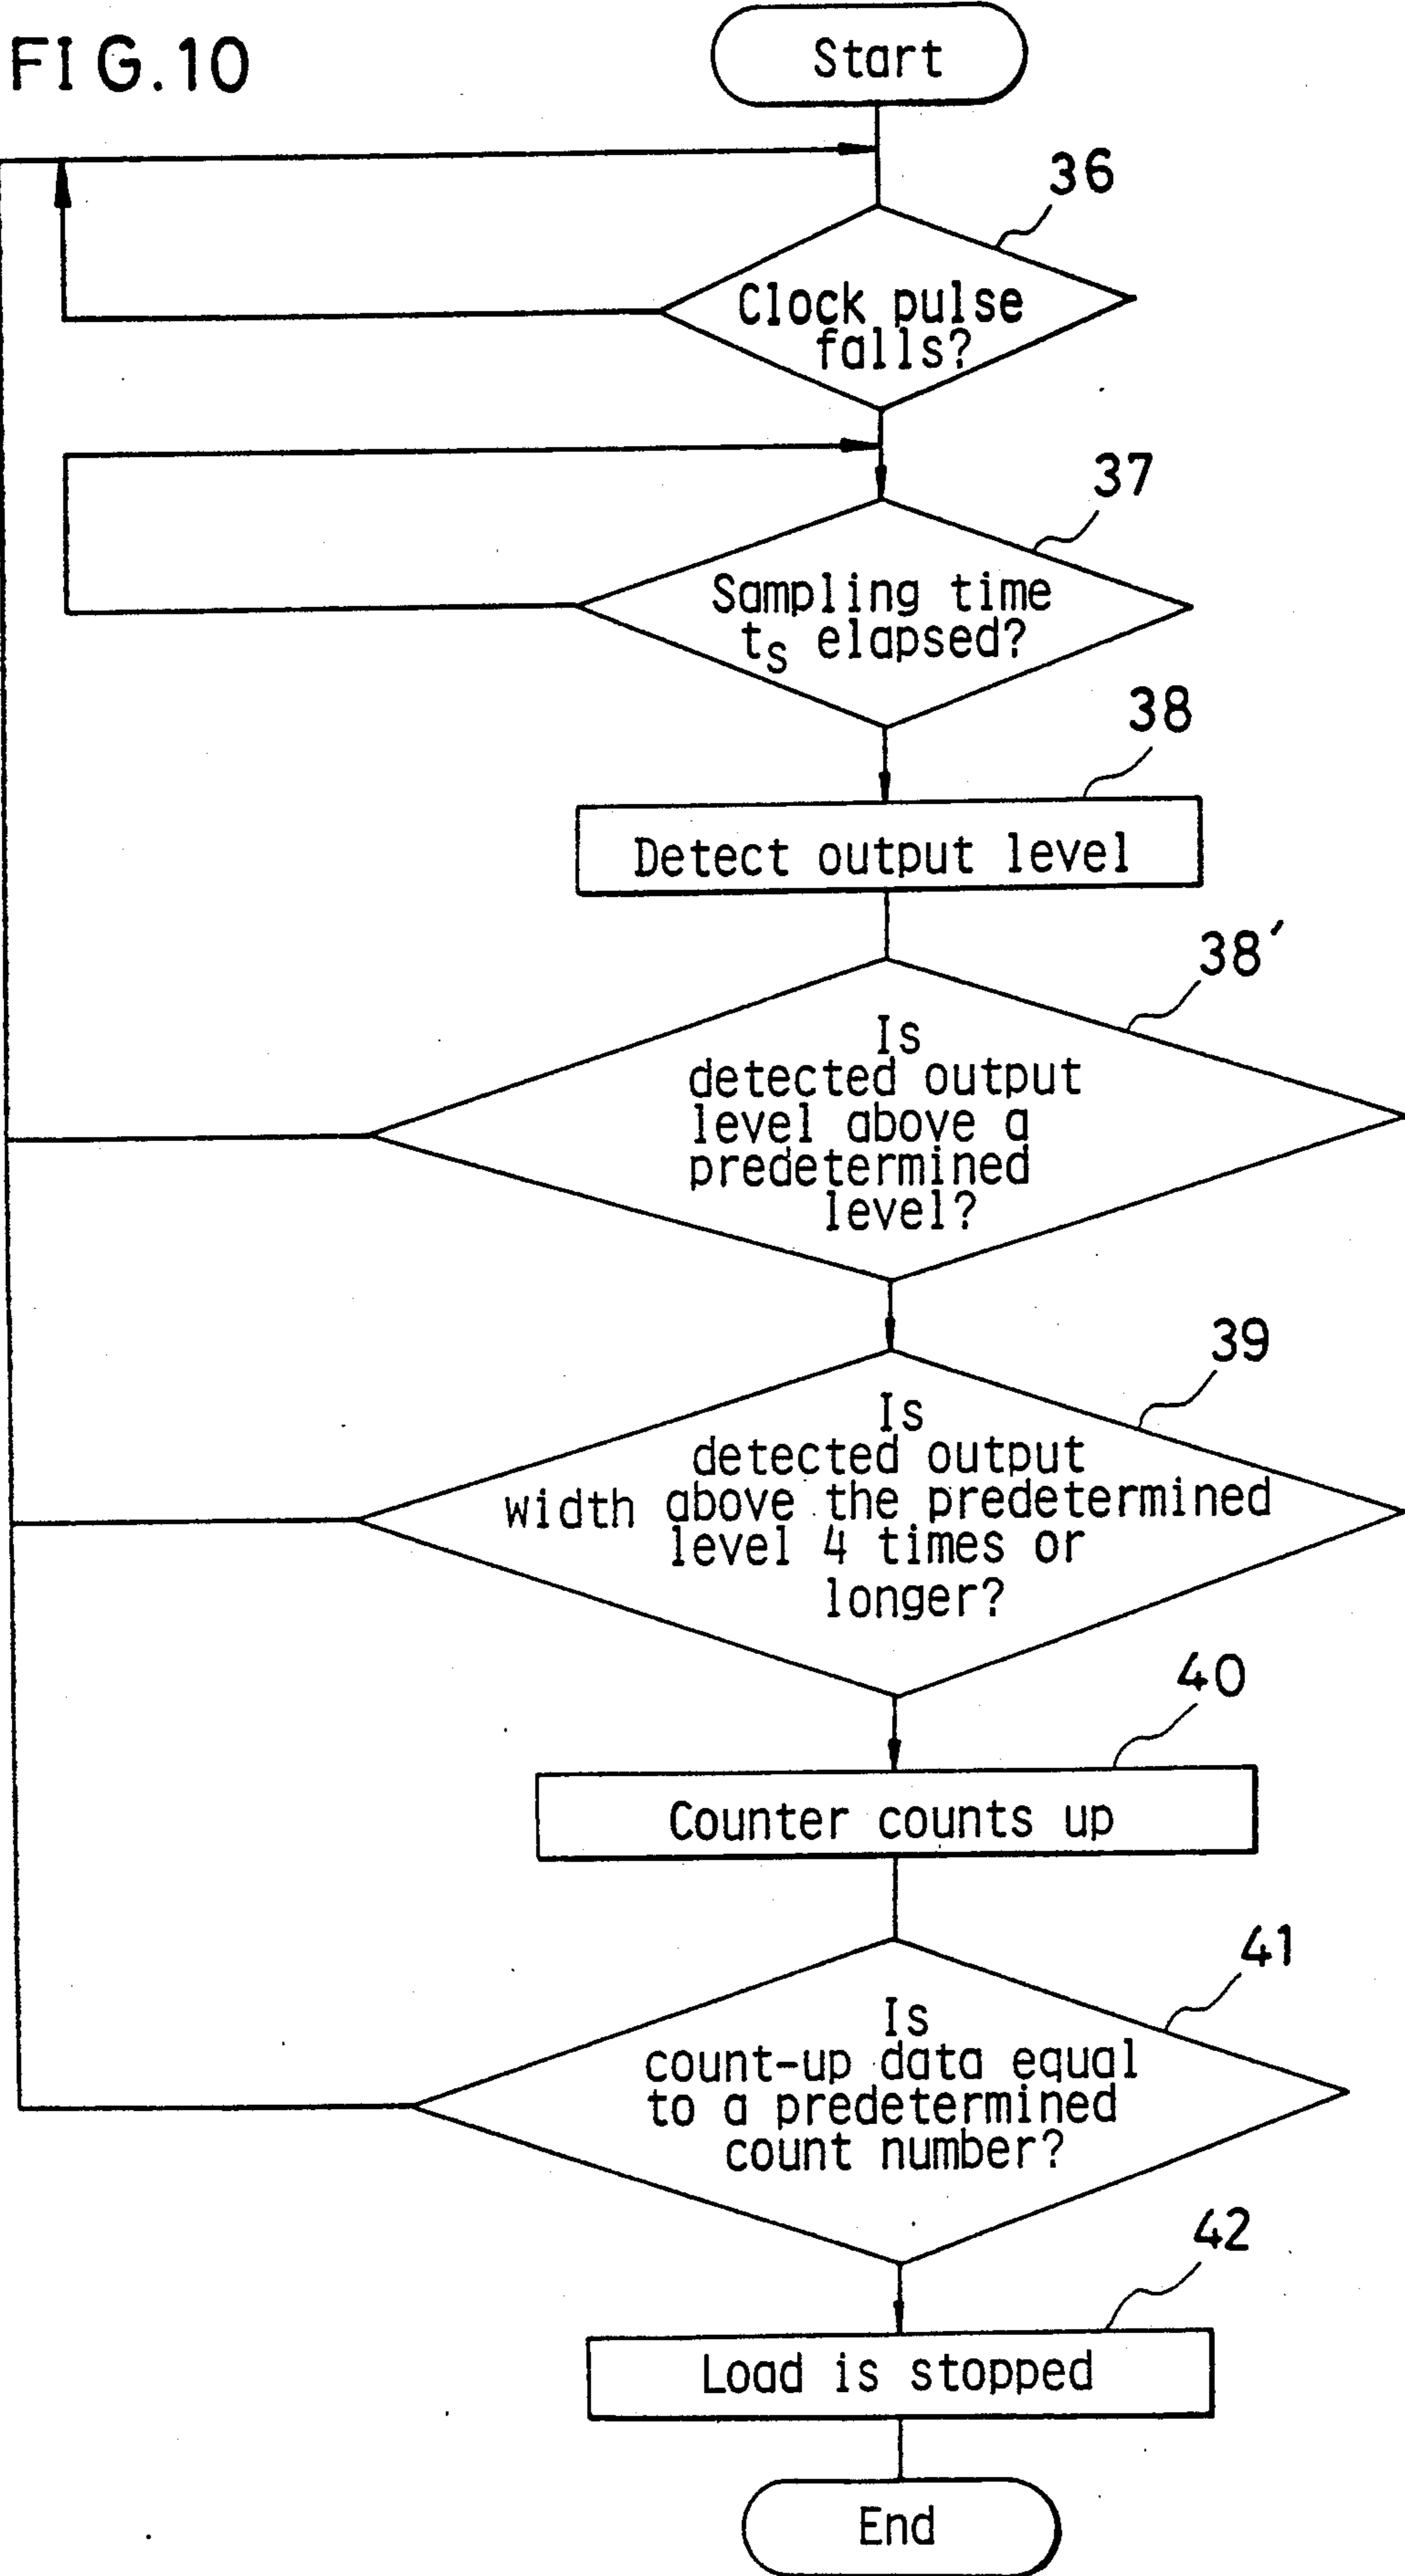 FIG.10
Start
36
Clock pulse
falls?
37
Sampling time
ts elapsed?
38
Detect output level
38'
Is
detected output
level above a
predetermined
level?
39
Is
detected output
width above the predetermined
level 4 times or
longer?
40
Counter counts up
41
Is
count-up data equal
to a predetermined
count number?
42
Load is stopped
End